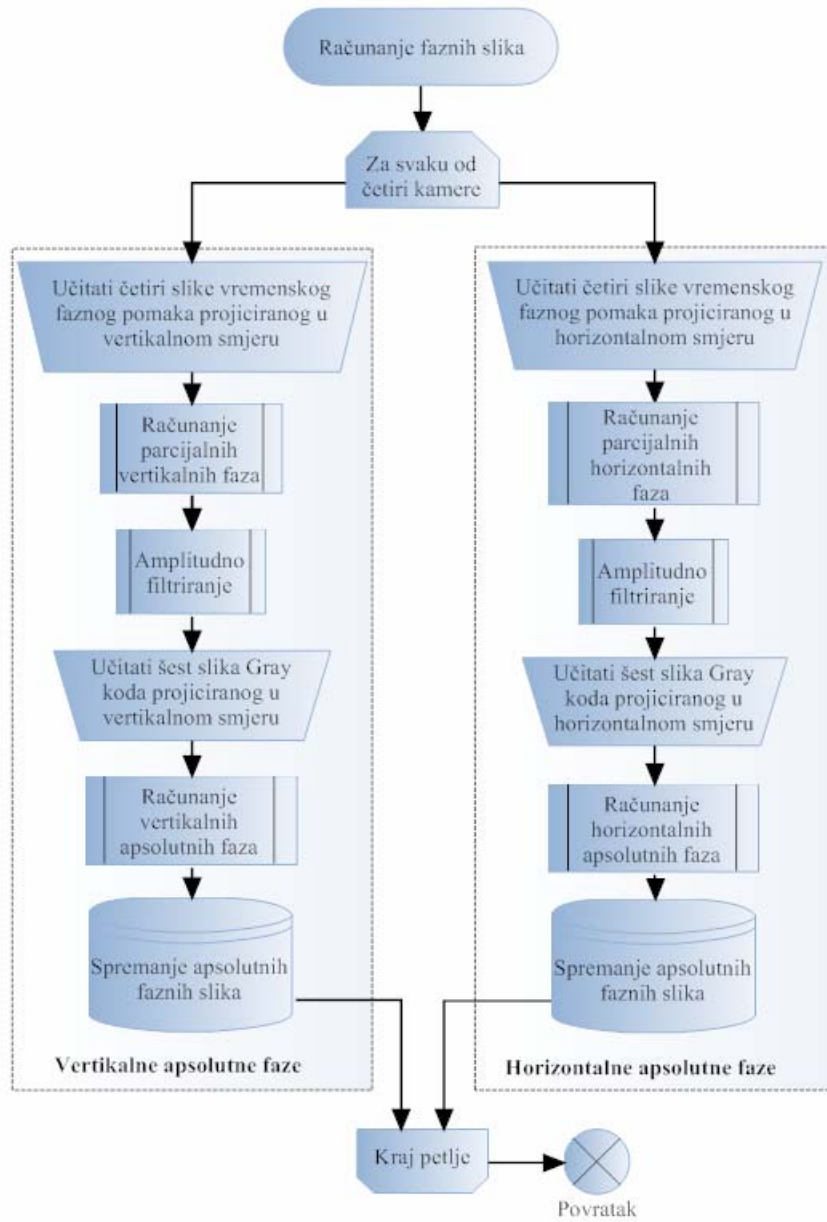 Računanje faznih slika
Za svaku od
četiri kamere
Učitati četiri slike vremenskog
faznog pomaka projiciranog u
vertikalnom smjeru
Računanje
parcijalnih
vertikalnih faza
Amplitudno
filtriranje
Učitati šest slika Gray
koda projiciranog u
vertikalnom smjeru
Računanje
vertikalnih
apsolutnih faza
Spremanje apsolutnih
faznih slika
Vertikalne apsolutne faze
Učitati četiri slike vremenskog
faznog pomaka projiciranog u
horizontalnom smjeru
Računanje
parcijalnih
horizontalnih
faza
Amplitudno
filtriranje
Učitati šest slika Gray
koda projiciranog u
horizontalnom smjeru
Računanje
horizontalnih
apsolutnih faza
Spremanje apsolutnih
faznih slika
Horizontalne apsolutne faze
Kraj petlje
Povratak